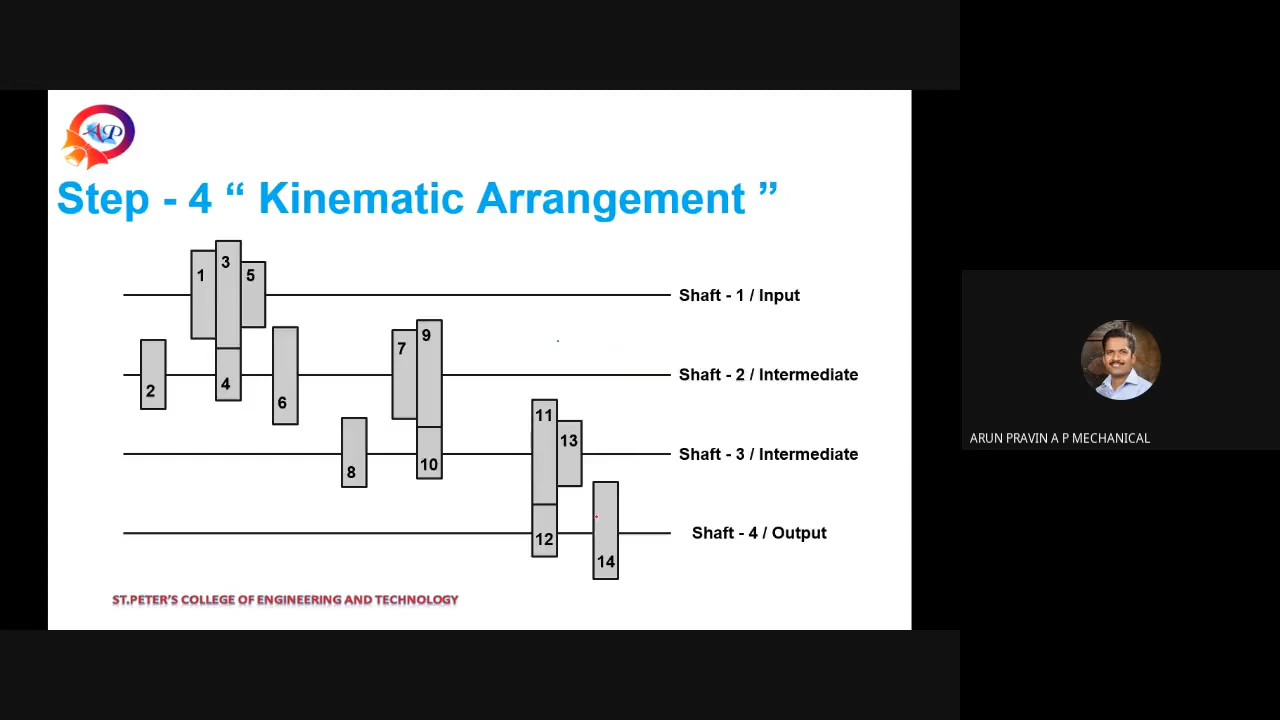 AP
Step - 4 “ Kinematic Arrangement ”
1
3
5
Shaft - 1 / Input
2
4
6
7
9
Shaft - 2 / Intermediate
8
10
11
13
Shaft - 3 / Intermediate
12
14
Shaft - 4 / Output
ST.PETER'S COLLEGE OF ENGINEERING AND TECHNOLOGY
ARUN PRAVIN A P MECHANICAL